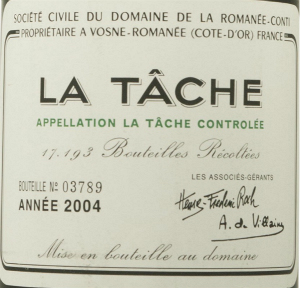 SOCIÉTÉ CIVILE DU DOMAINE DE LA ROMANÉE-CONTI
PROPRIÉTAIRE A VOSNE-ROMANÉE (COTE-D'OR) FRANCE
LA TÂCHE
APPELLATION LA TÂCHE CONTROLÉE
17.193 Bouteilles Récoltées
BOUTEILLE No 03789
LES ASSOCIÉS-GÉRANTS
ANNÉE 2004
Henry-Frédéric Roch
A. de Villaine
Mise en bouteille au domaine